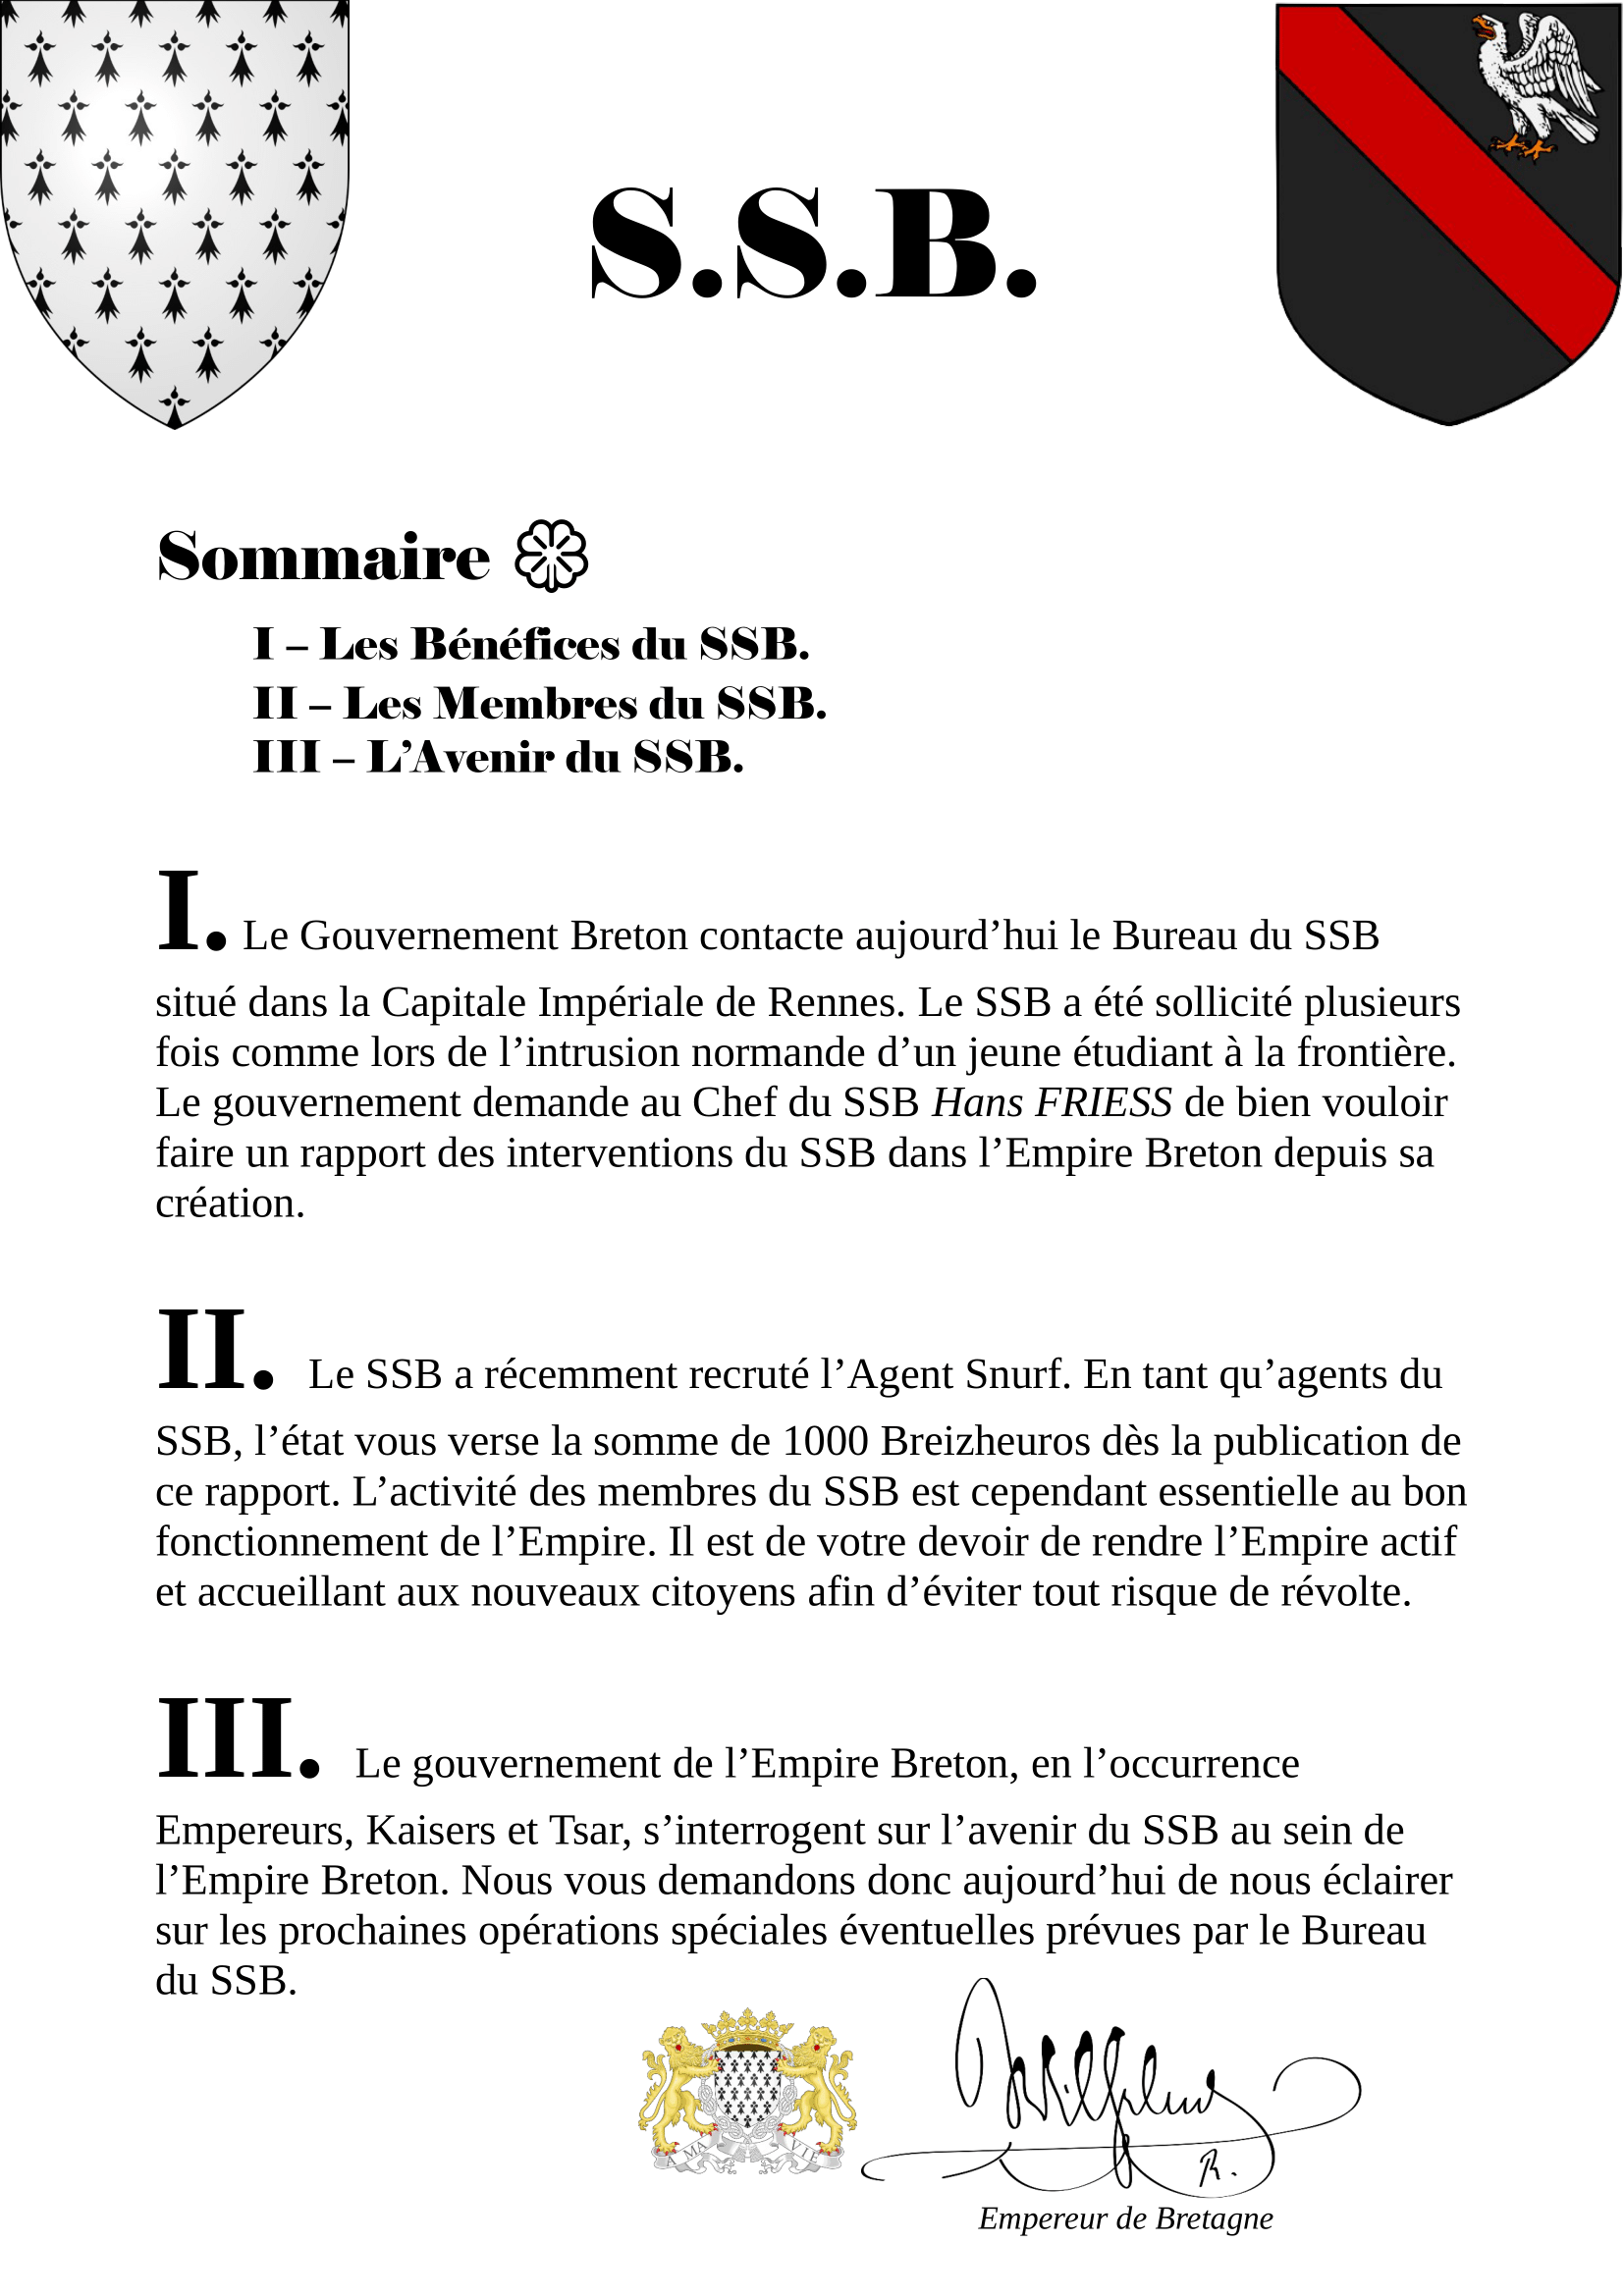 S.S.B.
Sommaire
I – Les Bénéfices du SSB.
II – Les Membres du SSB.
III – L’Avenir du SSB.
I. Le Gouvernement Breton contacte aujourd’hui le Bureau du SSB
situé dans la Capitale Impériale de Rennes. Le SSB a été sollicité plusieurs
fois comme lors de l’intrusion normande d’un jeune étudiant à la frontière.
Le gouvernement demande au Chef du SSB Hans FRIESS de bien vouloir
faire un rapport des interventions du SSB dans l’Empire Breton depuis sa
création.
II. Le SSB a récemment recruté l’Agent Snurf. En tant qu’agents du
SSB, l’état vous verse la somme de 1000 Breizheuros dès la publication de
ce rapport. L’activité des membres du SSB est cependant essentielle au bon
fonctionnement de l’Empire. Il est de votre devoir de rendre l’Empire actif
et accueillant aux nouveaux citoyens afin d’éviter tout risque de révolte.
III. Le gouvernement de l’Empire Breton, en l’occurrence
Empereurs, Kaisers et Tsar, s’interrogent sur l’avenir du SSB au sein de
l’Empire Breton. Nous vous demandons donc aujourd’hui de nous éclairer
sur les prochaines opérations spéciales éventuelles prévues par le Bureau
du SSB.
A MA VIE
Wilhelm
R.
Empereur de Bretagne